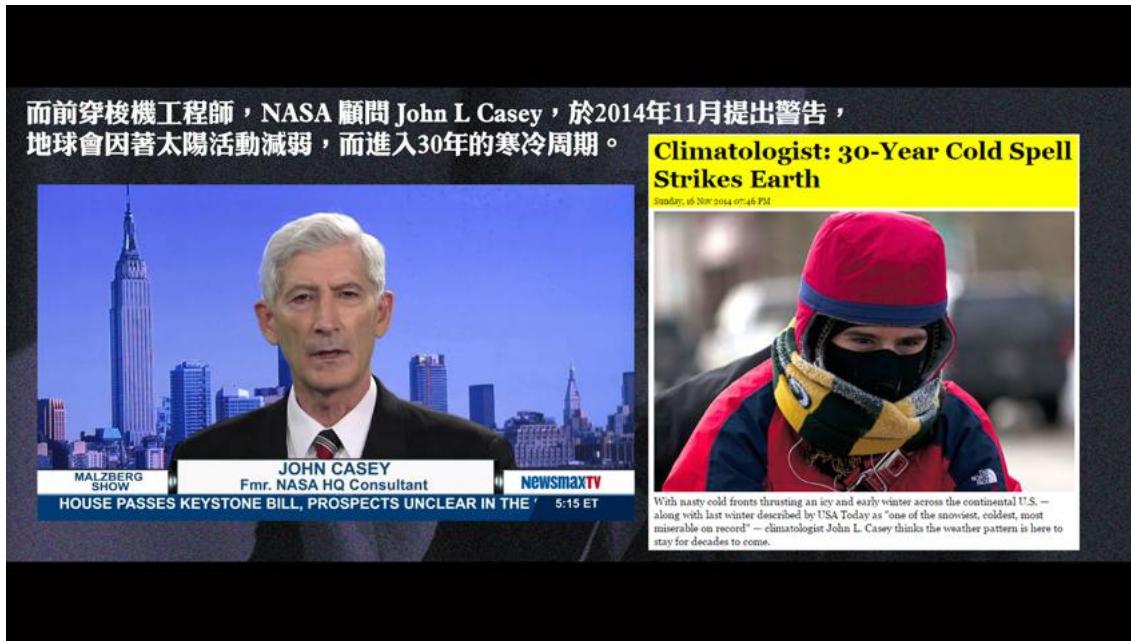 而前穿梭機工程師，NASA 顧問 John L Casey，於2014年11月提出警告，
地球會因著太陽活動減弱，而進入30年的寒冷周期。
Climatologist: 30-Year Cold Spell
Strikes Earth
Sunday, 16 Nov 2014 07:46 PM
MALZBERG
SHOW
JOHN CASEY
Fmr. NASA HQ Consultant
NEWSMAXTV
HOUSE PASSES KEYSTONE BILL, PROSPECTS UNCLEAR IN THE
5:15 ET
THE NORTH FACE
With nasty cold fronts thrusting an icy and early winter across the continental U.S. —
along with last winter described by USA Today as "one of the snowiest, coldest, most
miserable on record" — climatologist John L. Casey thinks the weather pattern is here to
stay for decades to come.